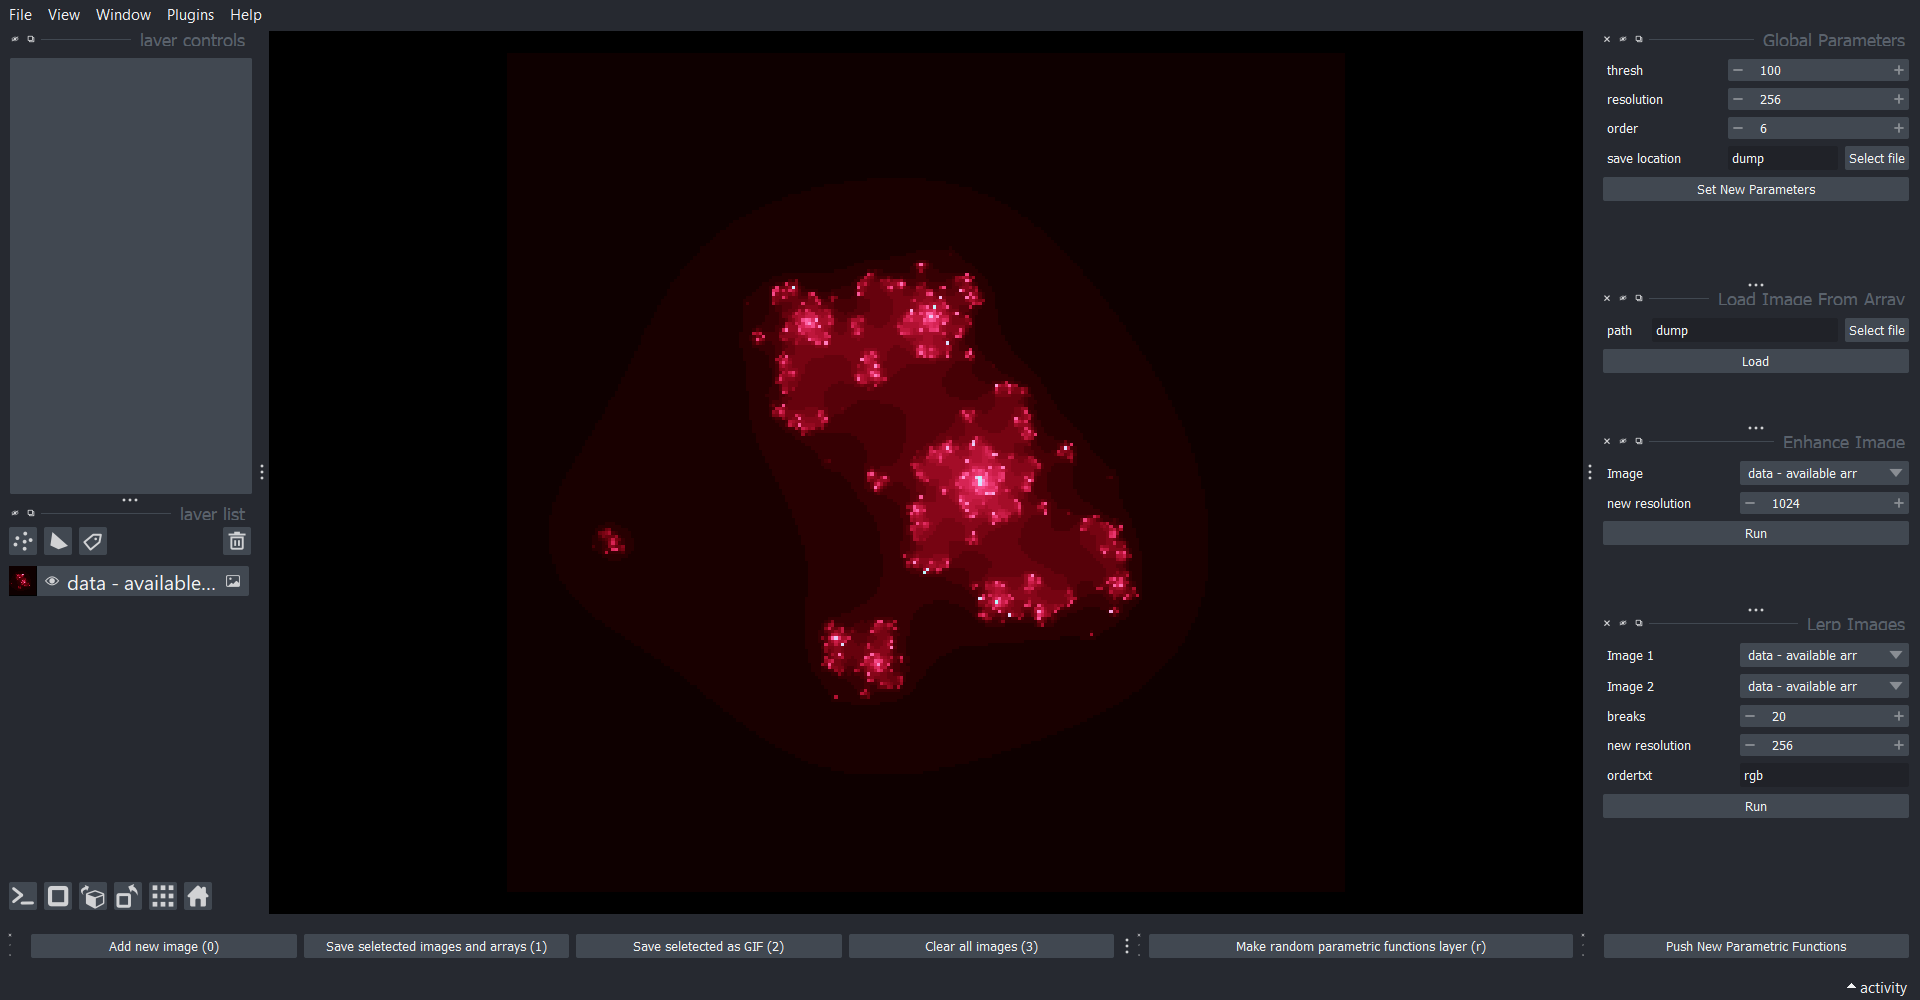 File View Window Plugins Help
layer controls
layer list
data - available...
Global Parameters
thresh 100
resolution 256
order 6
save location dump Select file
Set New Parameters
Load Image From Array
path dump Select file
Load
Enhance Image
Image data - available arr
new resolution 1024
Run
Lerp Images
Image 1 data - available arr
Image 2 data - available arr
breaks 20
new resolution 256
ordertxt rgb
Run
Add new image (0) Save seletected images and arrays (1) Save seletected as GIF (2) Clear all images (3) Make random parametric functions layer (r) Push New Parametric Functions
activity